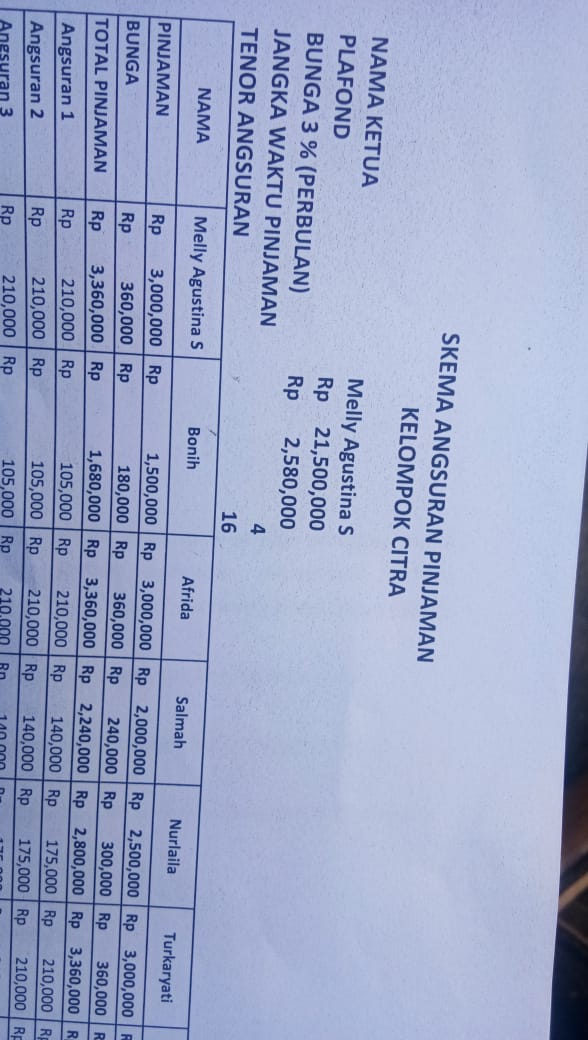 SKEMA ANGSURAN PINJAMAN
KELOMPOK CITRA
NAMA KETUA Melly Agustina S
PLAFOND Rp 21,500,000
BUNGA 3 % (PERBULAN) Rp 2,580,000
JANGKA WAKTU PINJAMAN 4
TENOR ANGSURAN 16
NAMA Melly Agustina S Bonih Afrida Salmah Nurlaila Turkaryati
PINJAMAN Rp 3,000,000 Rp 1,500,000 Rp 3,000,000 Rp 2,000,000 Rp 2,500,000 Rp 3,000,000
BUNGA Rp 360,000 Rp 180,000 Rp 360,000 Rp 240,000 Rp 300,000 Rp 360,000 R
TOTAL PINJAMAN Rp 3,360,000 Rp 1,680,000 Rp 3,360,000 Rp 2,240,000 Rp 2,800,000 Rp 3,360,000 R
Angsuran 1 Rp 210,000 Rp 105,000 Rp 210,000 Rp 140,000 Rp 175,000 Rp 210,000 Rp
Angsuran 2 Rp 210,000 Rp 105,000 Rp 210,000 Rp 140,000 Rp 175,000 Rp 210,000 Rp
Angsuran 3 Rp 210,000 Rp 105,000 Rp 210,000 Rp 140,000